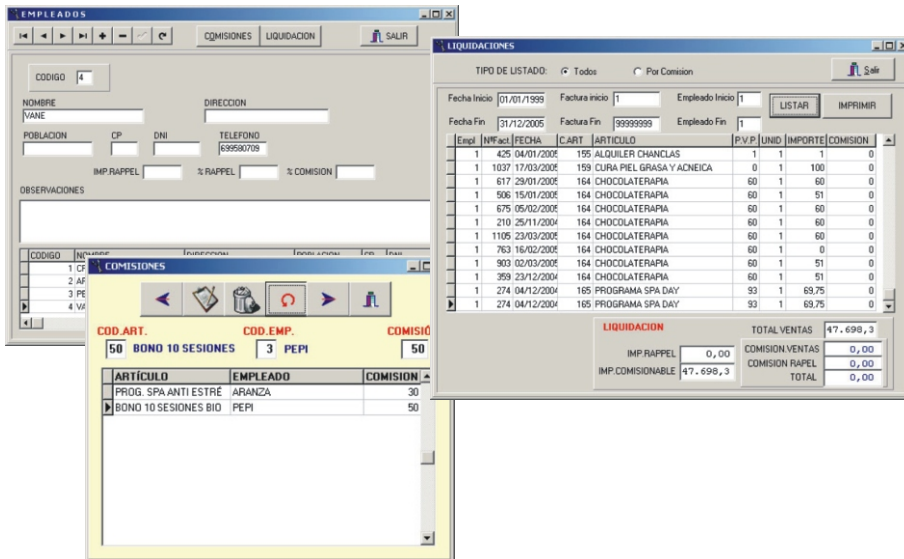 EMPLEADOS
COMISIONES LIQUIDACION SALIR
CODIGO 4
NOMBRE DIRECCION
VANE
POBLACION CP DNI TELEFONO
699580709
IMP.RAPPEL % RAPPEL % COMISION
OBSERVACIONES
CODIGO NOMBRE DIRECCION POBLACION CP DNI
1
2
3
4
COMISIONES
COD.ART. COD.EMP. COMISIÓ
50 BONO 10 SESIONES 3 PEPI 50
ARTÍCULO EMPLEADO COMISION
PROG. SPA ANTI ESTRÉ ARANZA 30
BONO 10 SESIONES BIO PEPI 50
LIQUIDACIONES
TIPO DE LISTADO: Todos Por Comision Salir
Fecha Inicio 01/01/1999 Factura inicio 1 Empleado Inicio 1 LISTAR IMPRIMIR
Fecha Fin 31/12/2005 Factura Fin 99999999 Empleado Fin 1
Empl NºFact. FECHA C.ART ARTICULO P.V.P. UNID IMPORTE COMISION
1 425 04/01/2005 155 ALQUILER CHANCLAS 1 1 1 0
1 1037 17/03/2005 159 CURA PIEL GRASA Y ACNEICA 0 1 100 0
1 617 29/01/2005 164 CHOCOLATERAPIA 60 1 60 0
1 506 15/01/2005 164 CHOCOLATERAPIA 60 1 51 0
1 675 05/02/2005 164 CHOCOLATERAPIA 60 1 60 0
1 210 25/11/2004 164 CHOCOLATERAPIA 60 1 60 0
1 1105 23/03/2005 164 CHOCOLATERAPIA 60 1 60 0
1 763 16/02/2005 164 CHOCOLATERAPIA 60 1 0 0
1 903 02/03/2005 164 CHOCOLATERAPIA 60 1 51 0
1 359 23/12/2004 164 CHOCOLATERAPIA 60 1 51 0
1 274 04/12/2004 165 PROGRAMA SPA DAY 93 1 69,75 0
1 274 04/12/2004 165 PROGRAMA SPA DAY 93 1 69,75 0
LIQUIDACION TOTAL VENTAS 47.698,3
IMP.RAPPEL 0,00 COMISION.VENTAS 0,00
IMP.COMISIONABLE 47.698,3 COMISION RAPEL 0,00
TOTAL 0,00